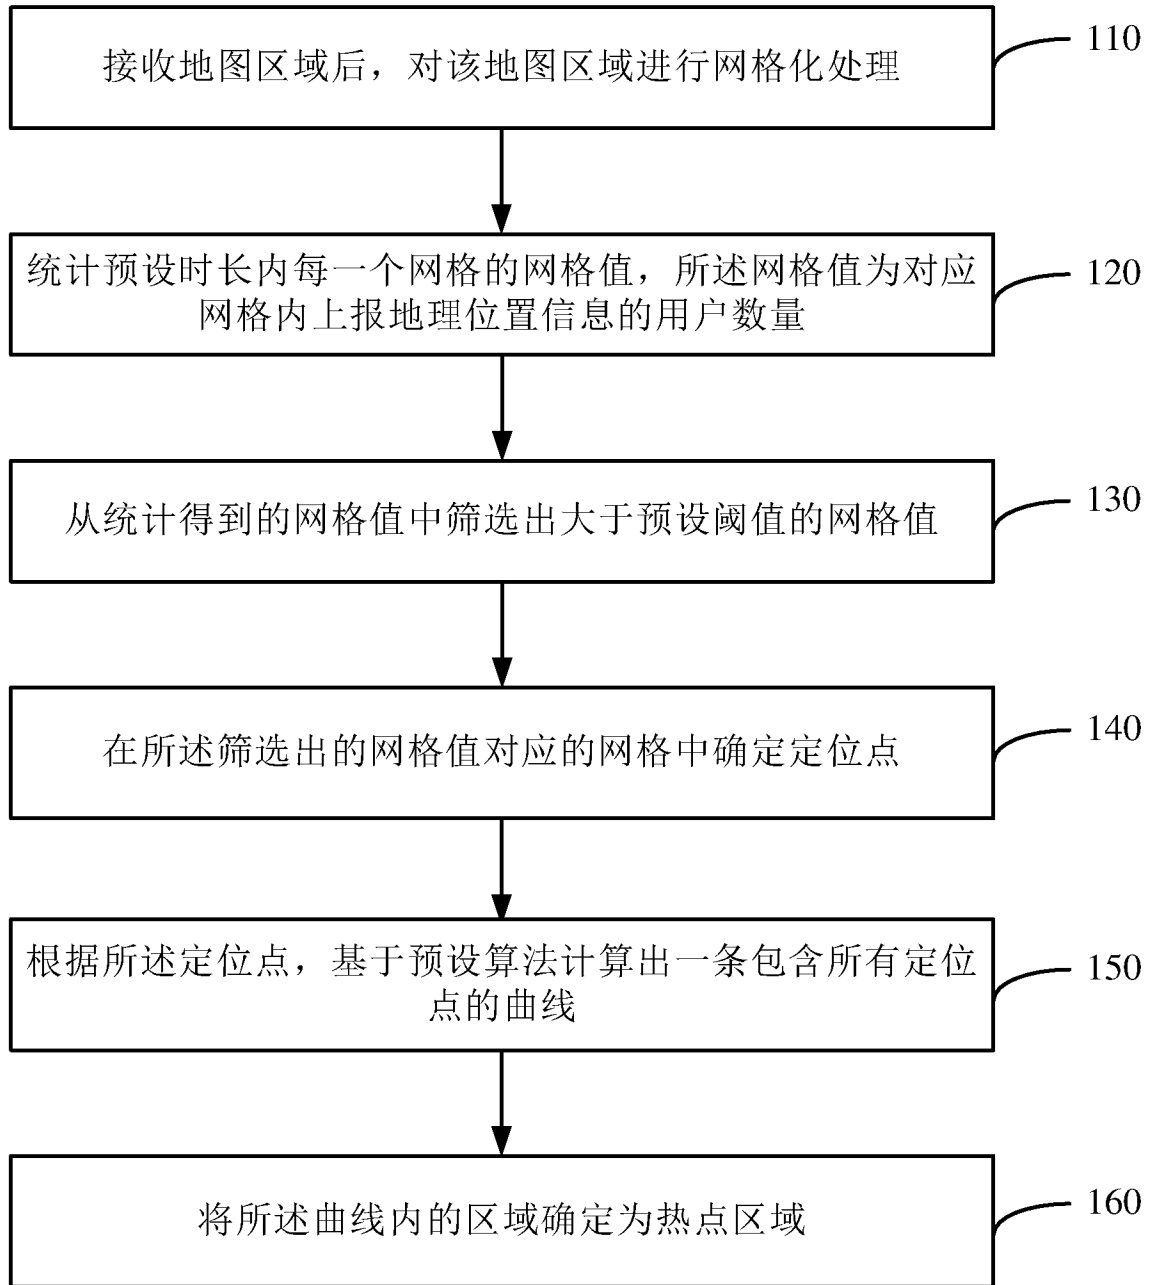 接收地图区域后，对该地图区域进行网格化处理
110
统计预设时长内每一个网格的网格值，所述网格值为对应
网格内上报地理位置信息的用户数量
120
从统计得到的网格值中筛选出大于预设阈值的网格值
130
在所述筛选出的网格值对应的网格中确定定位点
140
根据所述定位点，基于预设算法计算出一条包含所有定位
点的曲线
150
将所述曲线内的区域确定为热点区域
160